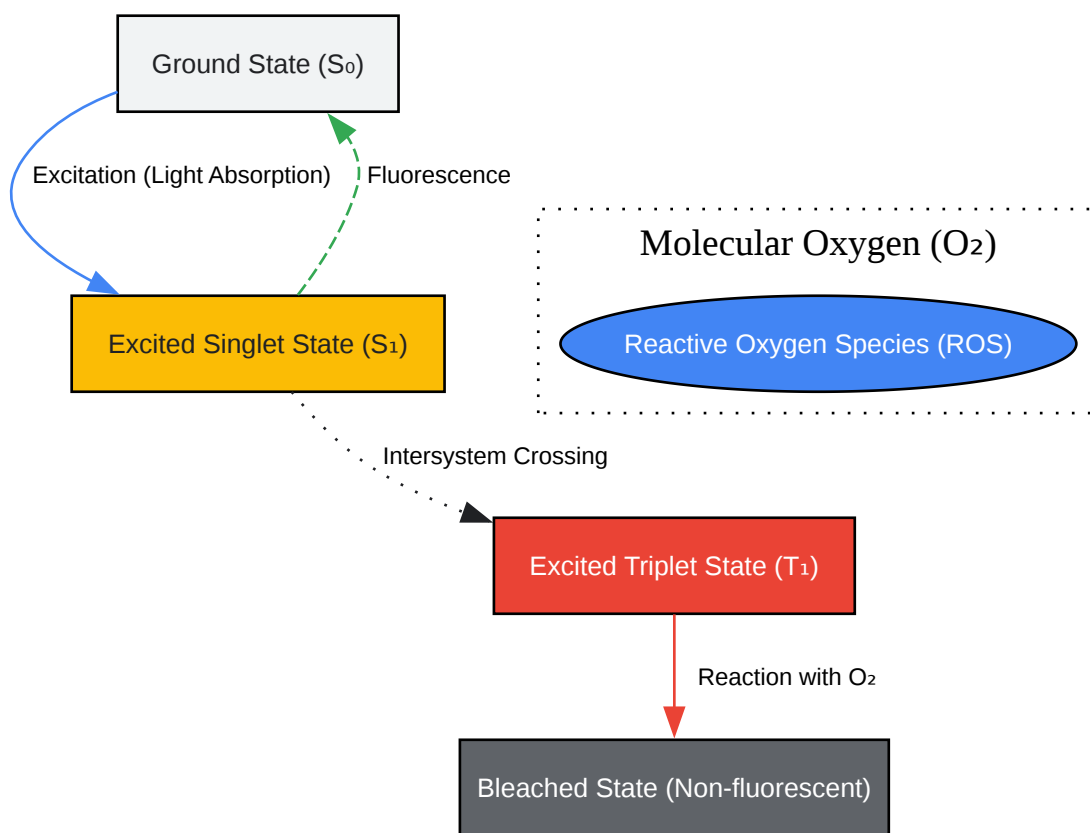 Ground State (S₀)
Excitation (Light Absorption)
Fluorescence
Molecular Oxygen (O₂)
Excited Singlet State (S₁)
Reactive Oxygen Species (ROS)
Intersystem Crossing
Excited Triplet State (T₁)
Reaction with O₂
Bleached State (Non-fluorescent)